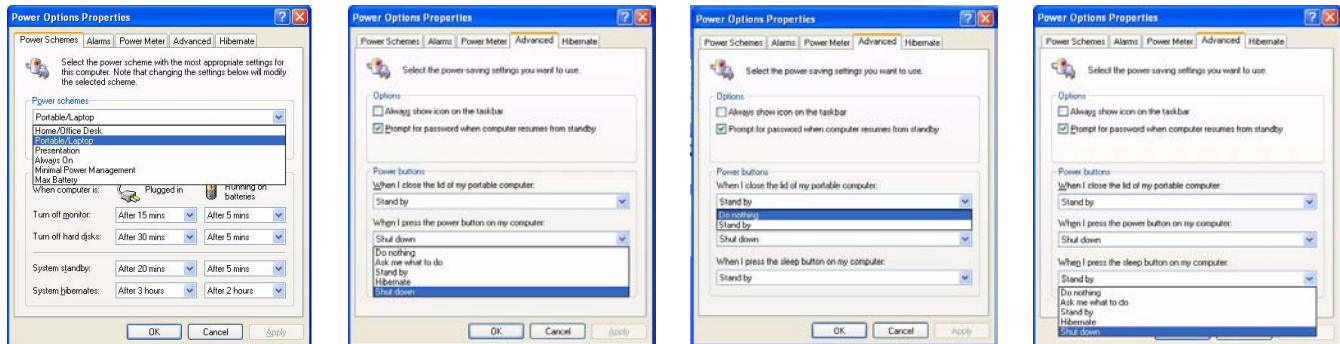 Power Options Properties
Power Schemes Alarms Power Meter Advanced Hibernate
Select the power scheme with the most appropriate settings for
this computer. Note that changing the settings below will modify
the selected scheme.
Power schemes
Portable/Laptop
Home/Office Desk
Portable/Laptop
Presentation
Always On
Minimal Power Management
Max Battery
When computer is: Plugged in Running on
batteries
Turn off monitor: After 15 mins After 5 mins
Turn off hard disks: After 30 mins After 5 mins
System standby: After 20 mins After 5 mins
System hibernates: After 3 hours After 2 hours
OK Cancel Apply
Power Options Properties
Power Schemes Alarms Power Meter Advanced Hibernate
Select the power-saving settings you want to use.
Options
Always show icon on the taskbar
Prompt for password when computer resumes from standby
Power buttons
When I close the lid of my portable computer:
Stand by
When I press the power button on my computer:
Shut down
Do nothing
Ask me what to do
Stand by
Hibernate
Shut down
OK Cancel Apply
Power Options Properties
Power Schemes Alarms Power Meter Advanced Hibernate
Select the power-saving settings you want to use.
Options
Always show icon on the taskbar
Prompt for password when computer resumes from standby
Power buttons
When I close the lid of my portable computer:
Stand by
Do nothing
Stand by
Shut down
When I press the sleep button on my computer:
Stand by
OK Cancel Apply
Power Options Properties
Power Schemes Alarms Power Meter Advanced Hibernate
Select the power-saving settings you want to use.
Options
Always show icon on the taskbar
Prompt for password when computer resumes from standby
Power buttons
When I close the lid of my portable computer:
Stand by
When I press the power button on my computer:
Shut down
When I press the sleep button on my computer:
Stand by
Do nothing
Ask me what to do
Stand by
Hibernate
Shut down